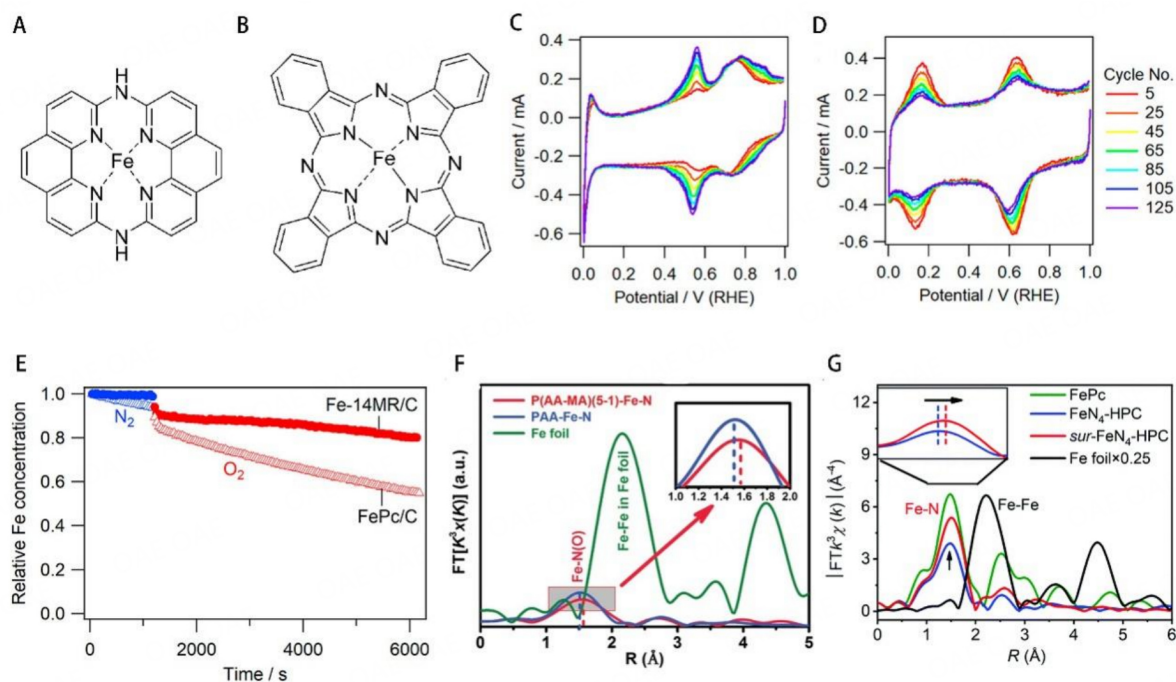 A
H
N
N
N
Fe
N
N
N
H
B
N
N
N
N
Fe
N
N
N
N
C
0.4
0.2
0.0
-0.2
-0.4
-0.6
Current / mA
0.0 0.2 0.4 0.6 0.8 1.0
Potential / V (RHE)
D
0.4
0.2
0.0
-0.2
-0.4
-0.6
Current / mA
0.0 0.2 0.4 0.6 0.8 1.0
Potential / V (RHE)
Cycle No.
5
25
45
65
85
105
125
E
1.0
0.8
0.6
0.4
0.2
0.0
Relative Fe concentration
N2
O2
Fe-14MR/C
FePc/C
0 2000 4000 6000
Time / s
F
FT[K³x(K)] (a.u.)
P(AA-MA)(5-1)-Fe-N
PAA-Fe-N
Fe foil
Fe-N(O)
Fe-Fe in Fe foil
1.0 1.2 1.4 1.6 1.8 2.0
0 1 2 3 4 5
R (Å)
G
|FTk³χ (k) | (Å⁻⁴)
12
9
6
3
0
FePc
FeN4-HPC
sur-FeN4-HPC
Fe foil×0.25
Fe-N
Fe-Fe
0 1 2 3 4 5 6
R (Å)